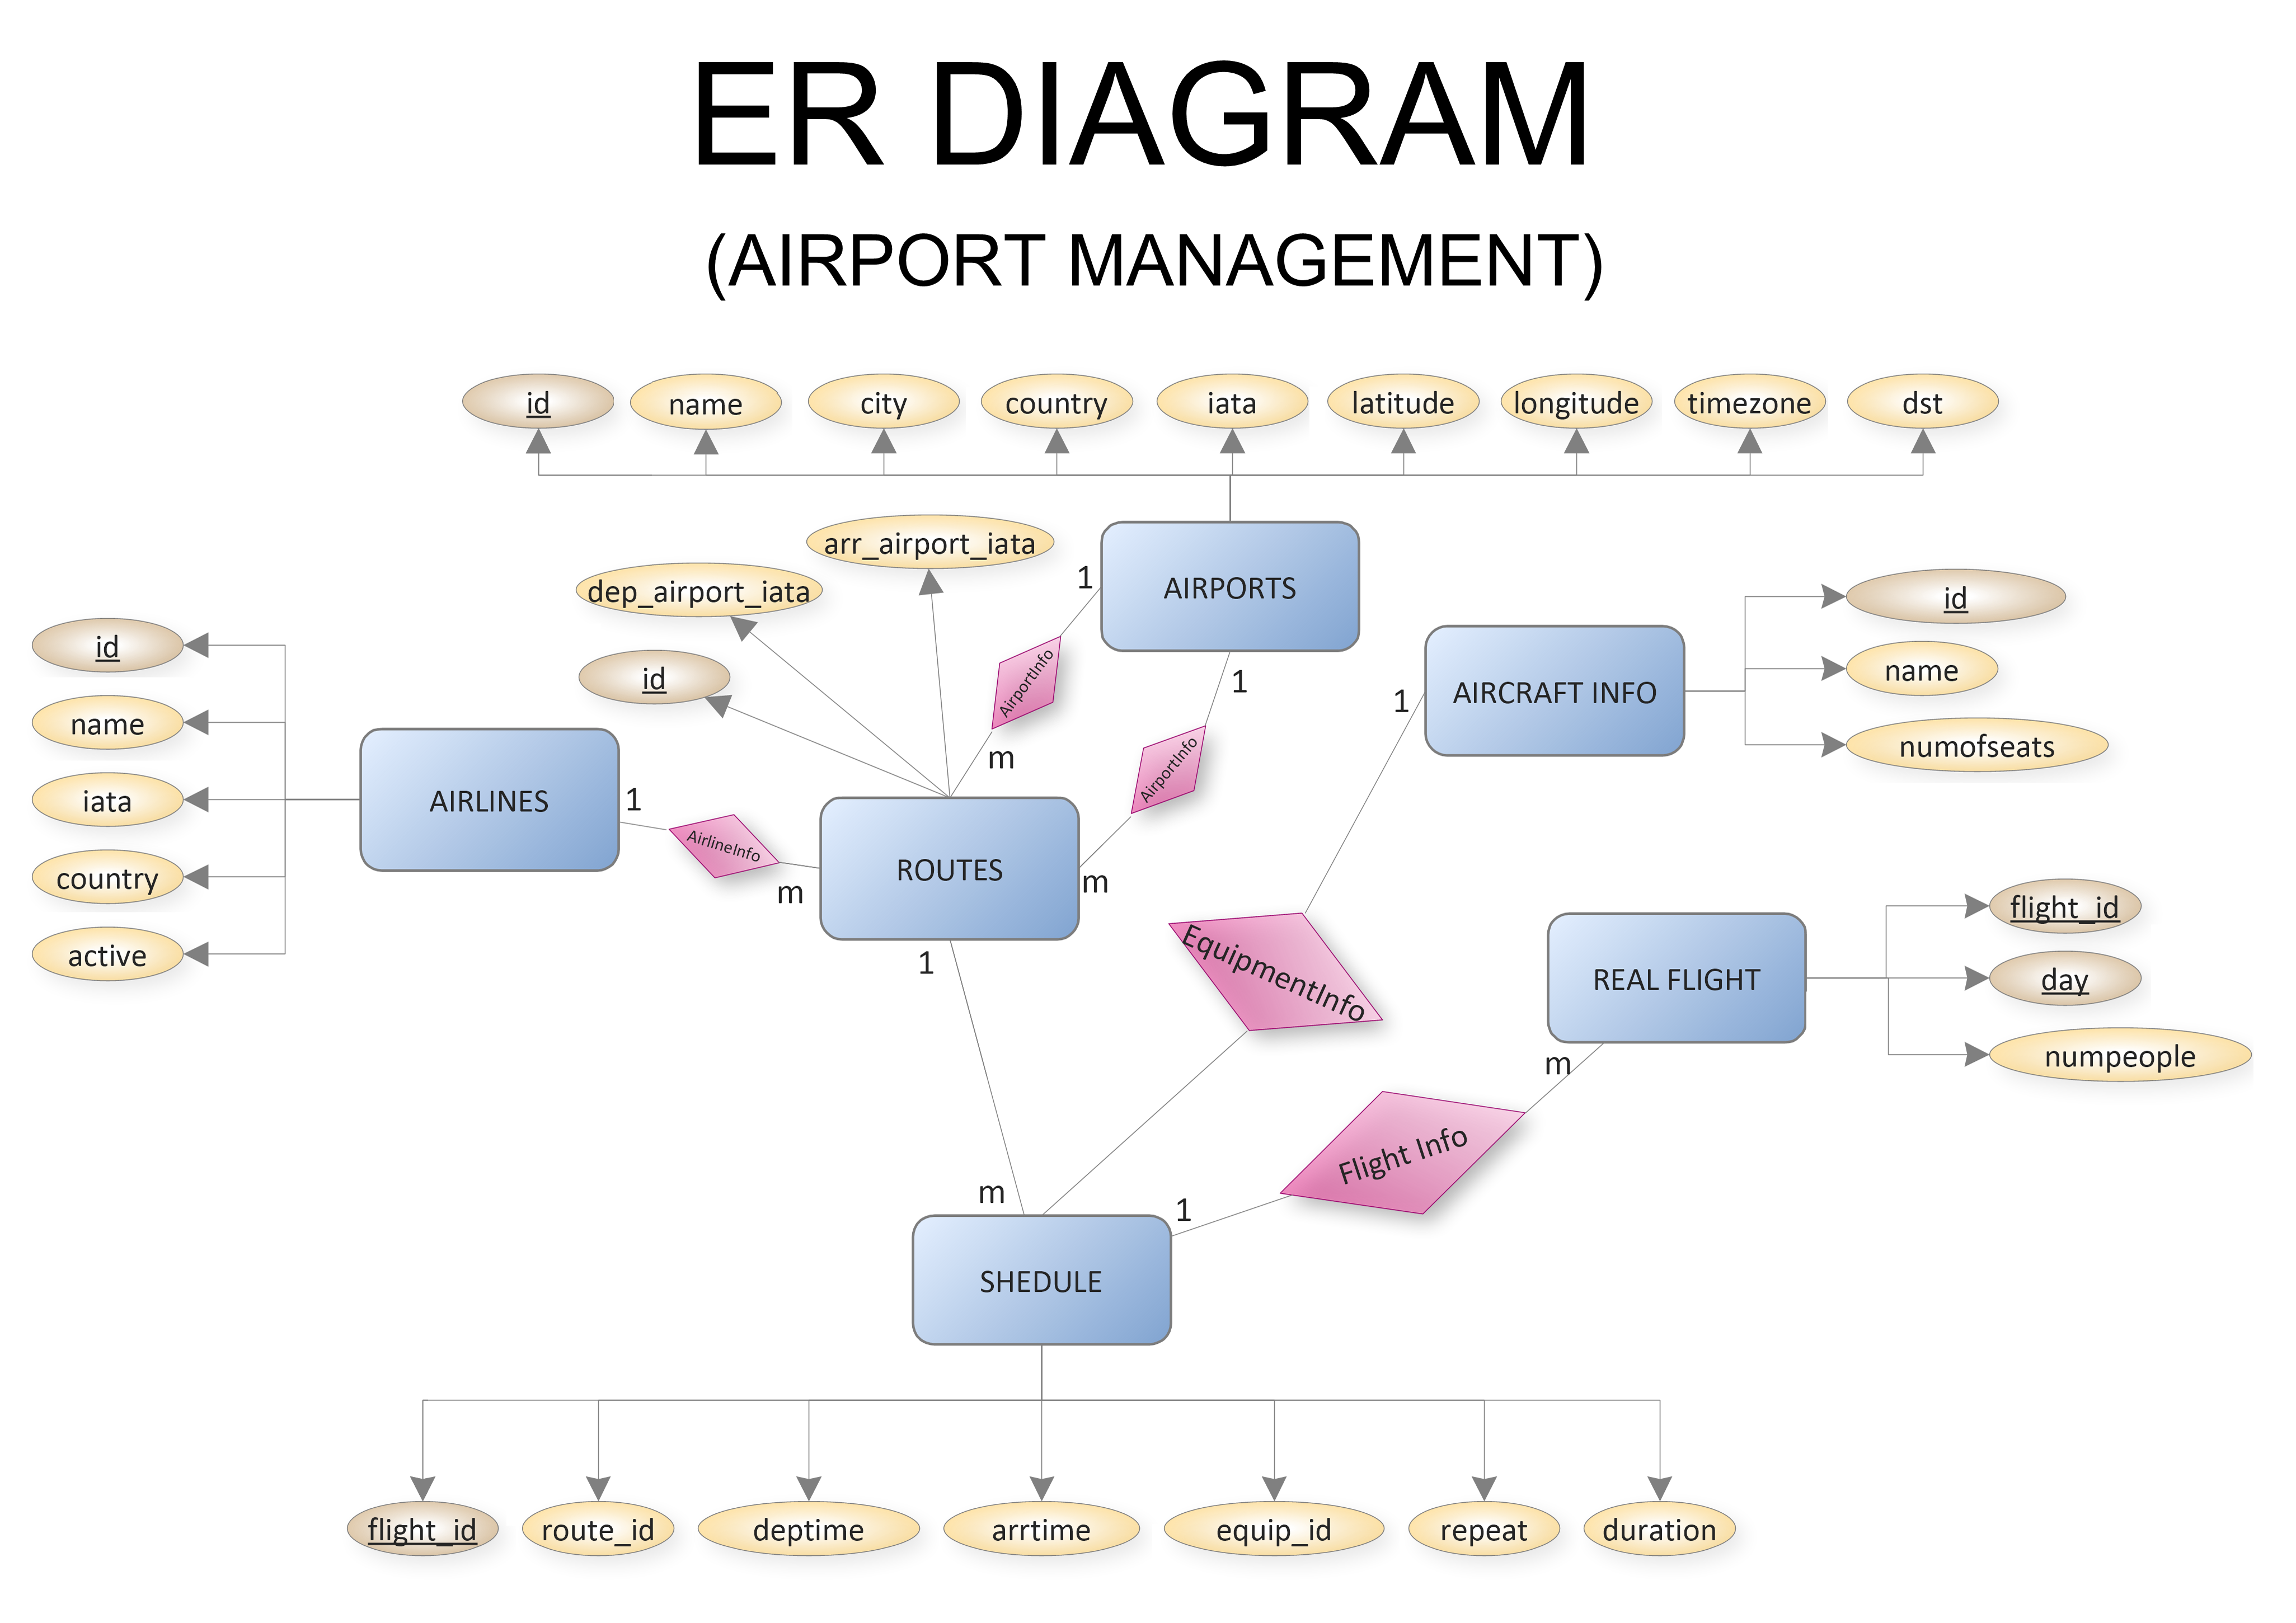 ER DIAGRAM
(AIRPORT MANAGEMENT)
id name city country iata latitude longitude timezone dst
arr_airport_iata
dep_airport_iata
id
AIRPORTS
1
AirportInfo
m
1
AirportInfo
m
AIRCRAFT INFO
1
id
name
numofseats
id
name
iata
country
active
AIRLINES
1
AirlineInfo
m
ROUTES
1
EquipmentInfo
REAL FLIGHT
flight_id
day
numpeople
m
Flight Info
1
m
SHEDULE
flight_id route_id deptime arrtime equip_id repeat duration